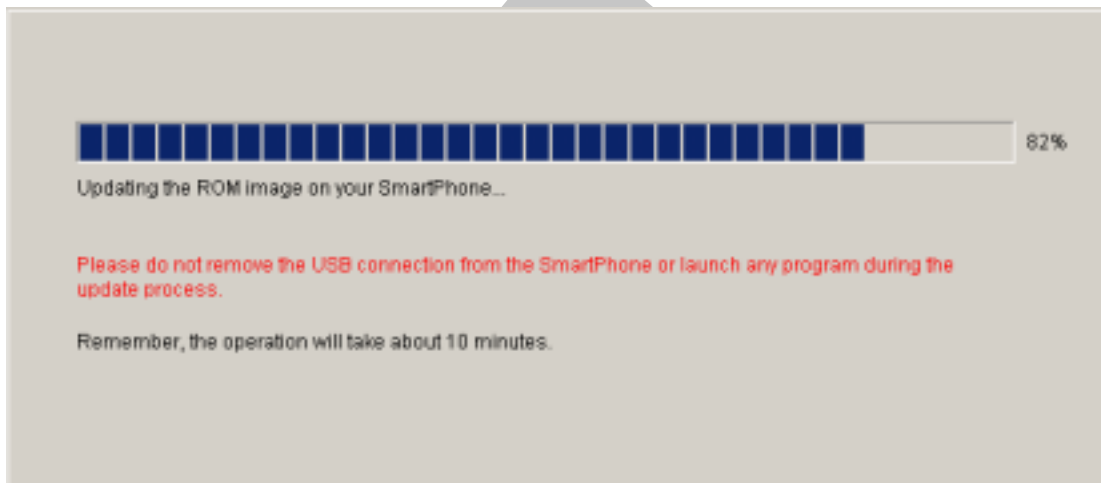 82%
Updating the ROM image on your SmartPhone...
Please do not remove the USB connection from the SmartPhone or launch any program during the
update process.
Remember, the operation will take about 10 minutes.